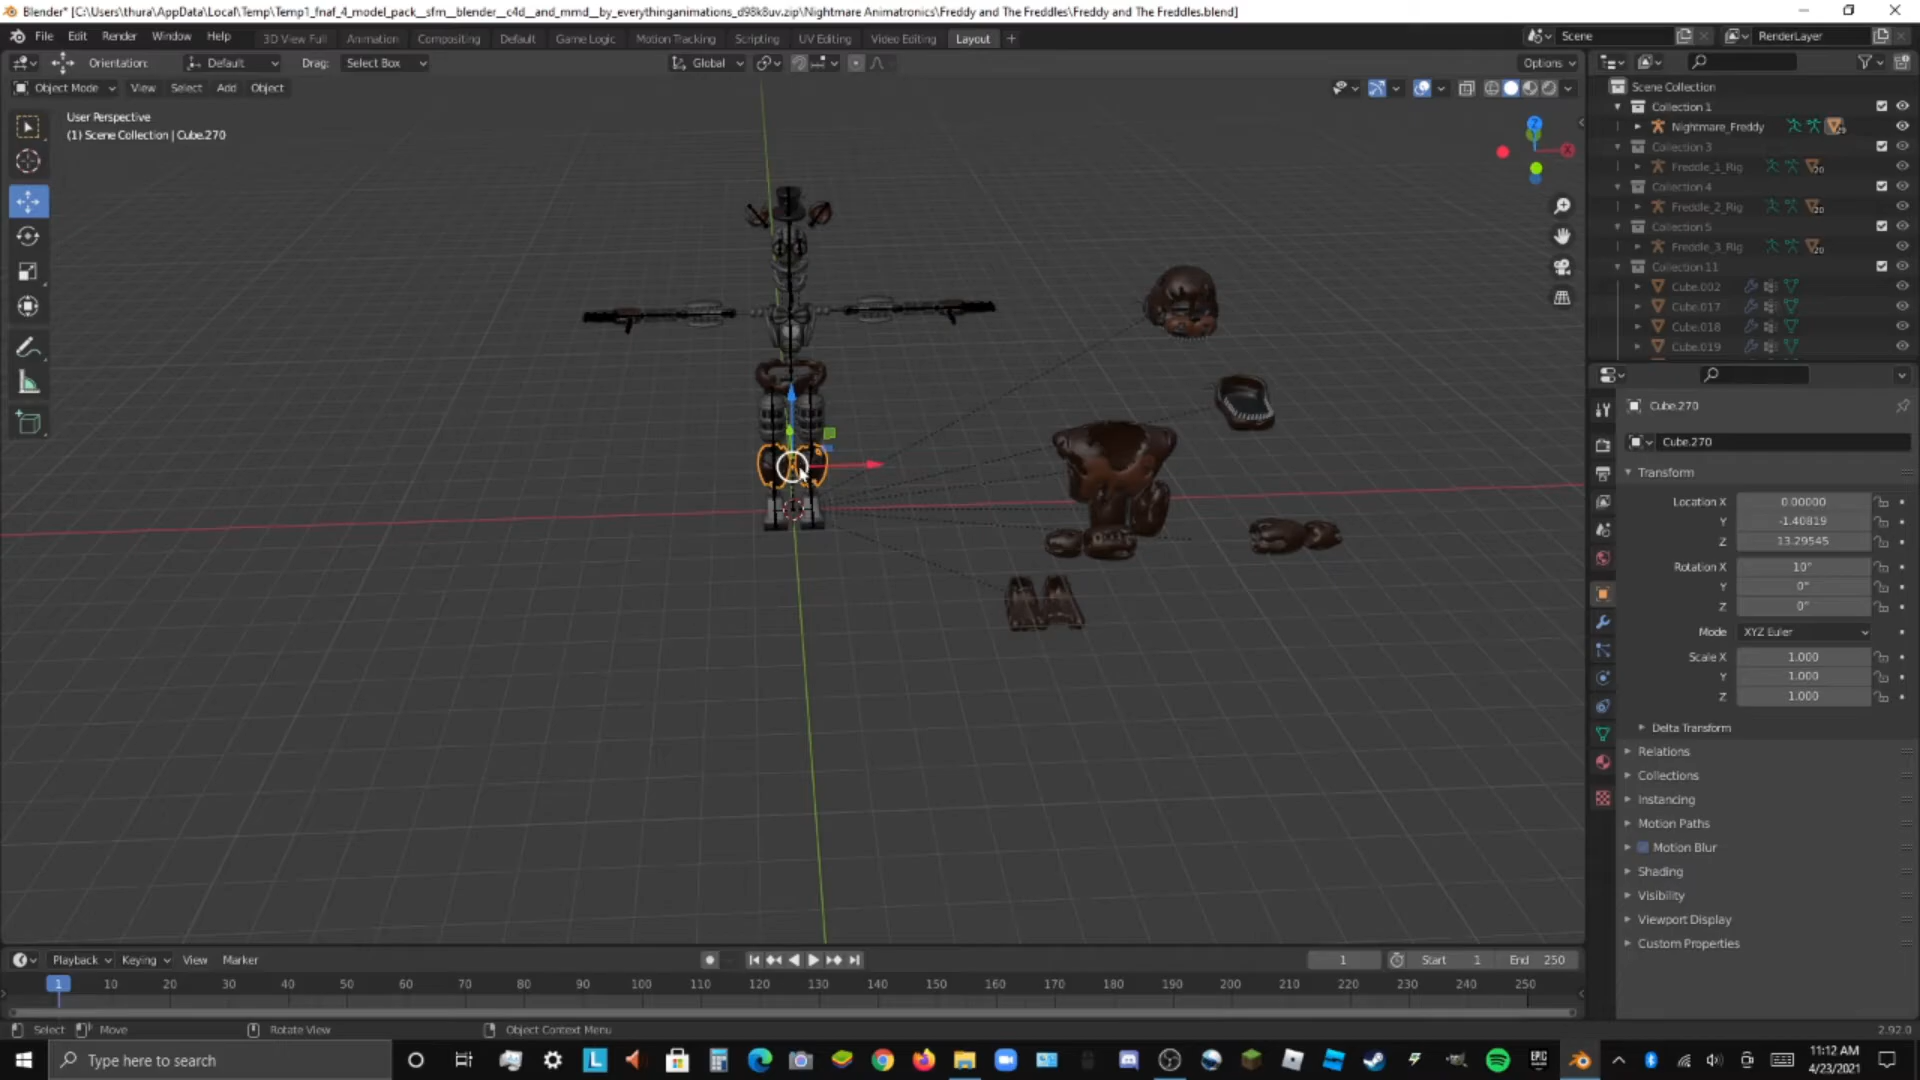 Blender* [C:\Users\thura\AppData\Local\Temp\Temp1_fnaf_4_model_pack__sfm__blender__c4d__and_mmd__by_everythinganimations_d98k8uv.zip\Nightmare Animatronics\Freddy and The Freddles\Freddy and The Freddles.blend]
File Edit Render Window Help 3D View Full Animation Compositing Default Game Logic Motion Tracking Scripting UV Editing Video Editing Layout + Scene RenderLayer
Orientation: Default Drag: Select Box Global Options
Object Mode View Select Add Object
User Perspective
(1) Scene Collection | Cube.270
Z
X
Scene Collection
Collection 1
Nightmare_Freddy
Collection 3
Freddle_1_Rig 20
Collection 4
Freddle_2_Rig 20
Collection 5
Freddle_3_Rig 20
Collection 11
Cube.002
Cube.017
Cube.018
Cube.019
Cube.270
Cube.270
Transform
Location X 0.00000
Y -1.40819
Z 13.29545
Rotation X 10°
Y 0°
Z 0°
Mode XYZ Euler
Scale X 1.000
Y 1.000
Z 1.000
Delta Transform
Relations
Collections
Instancing
Motion Paths
Motion Blur
Shading
Visibility
Viewport Display
Custom Properties
Playback Keying View Marker 1 Start 1 End 250
1 10 20 30 40 50 60 70 80 90 100 110 120 130 140 150 160 170 180 190 200 210 220 230 240 250
Select Move Rotate View Object Context Menu 2.92.0
Type here to search
L
EPIC
11:12 AM
4/23/2021